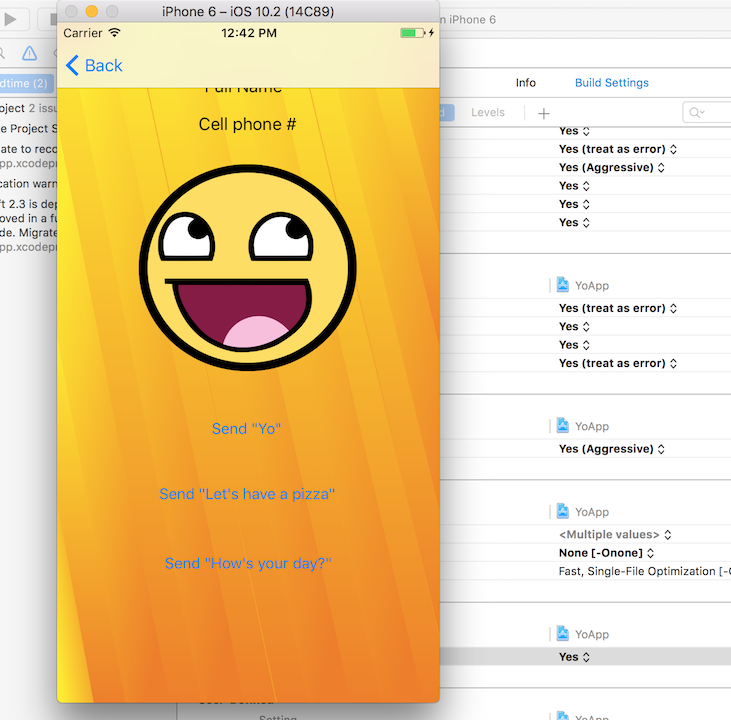 iPhone 6 – iOS 10.2 (14C89)
n iPhone 6
Carrier
12:42 PM
Back
Full Name
Cell phone #
Send "Yo"
Send "Let's have a pizza"
Send "How's your day?"
dtime (2)
oject 2 issu
e Project S
ate to reco
app.xcodepr
cation warn
ft 2.3 is dep
oved in a fu
de. Migrate
app.xcodep
Info
Build Settings
d
Levels
Yes
Yes (treat as error)
Yes (Aggressive)
Yes
Yes
Yes
YoApp
Yes (treat as error)
Yes
Yes
Yes (treat as error)
YoApp
Yes (Aggressive)
YoApp
<Multiple values>
None [-Onone]
Fast, Single-File Optimization [-O
YoApp
Yes
Setting
YoApp